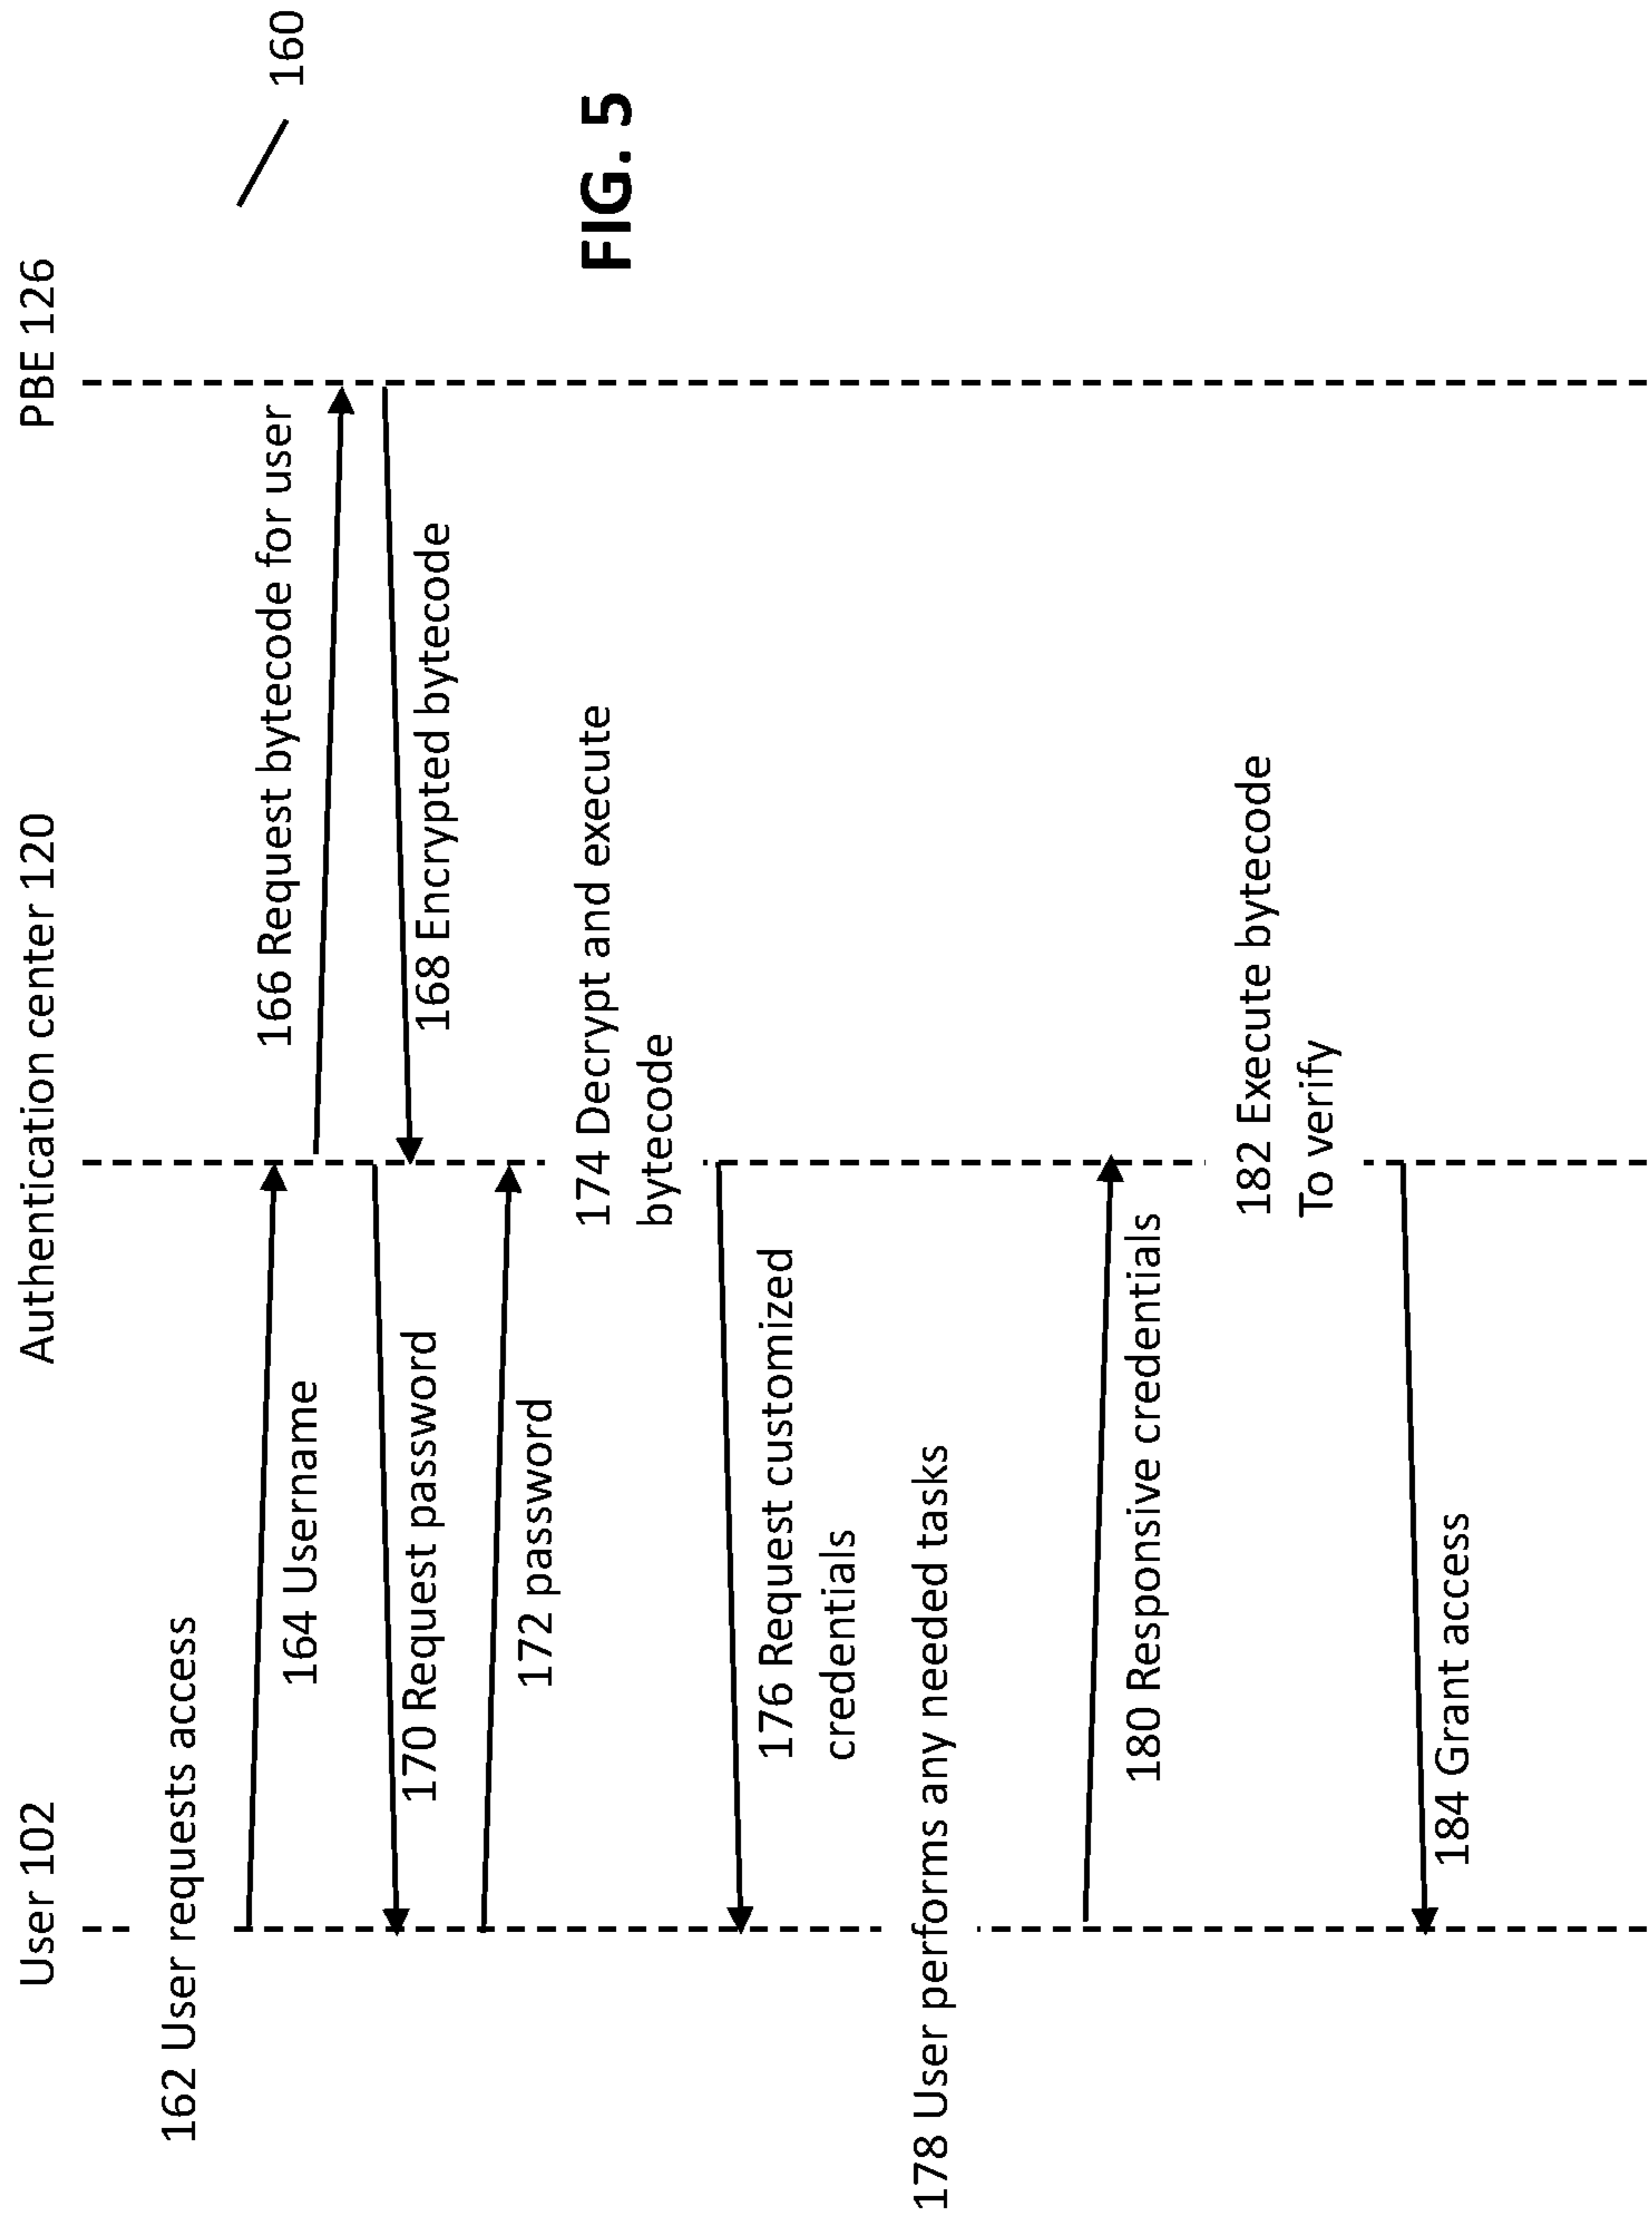 User 102
Authentication center 120
PBE 126
160
162 User requests access
164 Username
166 Request bytecode for user
168 Encrypted bytecode
170 Request password
172 password
174 Decrypt and execute
bytecode
176 Request customized
credentials
178 User performs any needed tasks
180 Responsive credentials
182 Execute bytecode
To verify
184 Grant access
FIG. 5